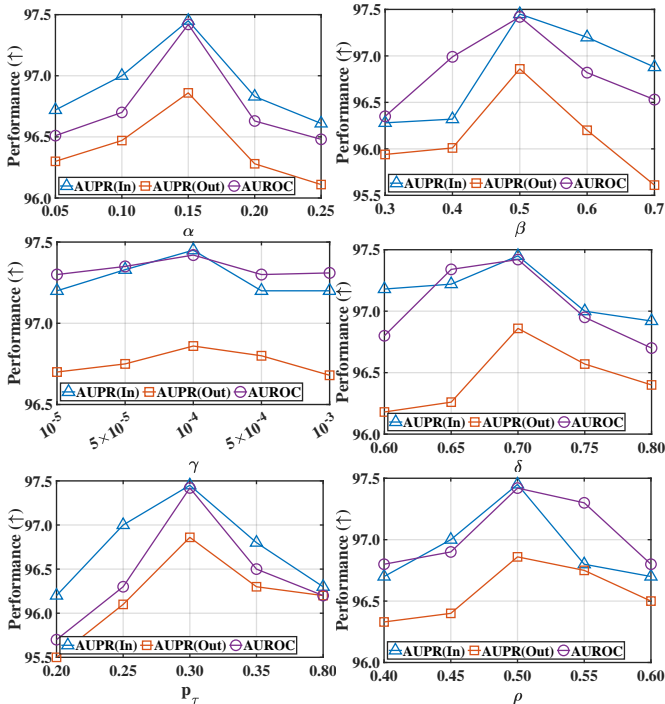 Performance (↑)
97.5
97.0
96.5
96.0
AUPR(In) AUPR(Out) AUROC
0.05 0.10 0.15 0.20 0.25
α
Performance (↑)
97.5
97.0
96.5
96.0
95.5
AUPR(In) AUPR(Out) AUROC
0.3 0.4 0.5 0.6 0.7
β
Performance (↑)
97.5
97.0
96.5
AUPR(In) AUPR(Out) AUROC
10⁻⁵ 5×10⁻⁵ 10⁻⁴ 5×10⁻⁴ 10⁻³
γ
Performance (↑)
97.5
97.0
96.5
96.0
AUPR(In) AUPR(Out) AUROC
0.60 0.65 0.70 0.75 0.80
δ
Performance (↑)
97.5
97.0
96.5
96.0
95.5
AUPR(In) AUPR(Out) AUROC
0.20 0.25 0.30 0.35 0.80
p_τ
Performance (↑)
97.5
97.0
96.5
96.0
AUPR(In) AUPR(Out) AUROC
0.40 0.45 0.50 0.55 0.60
ρ